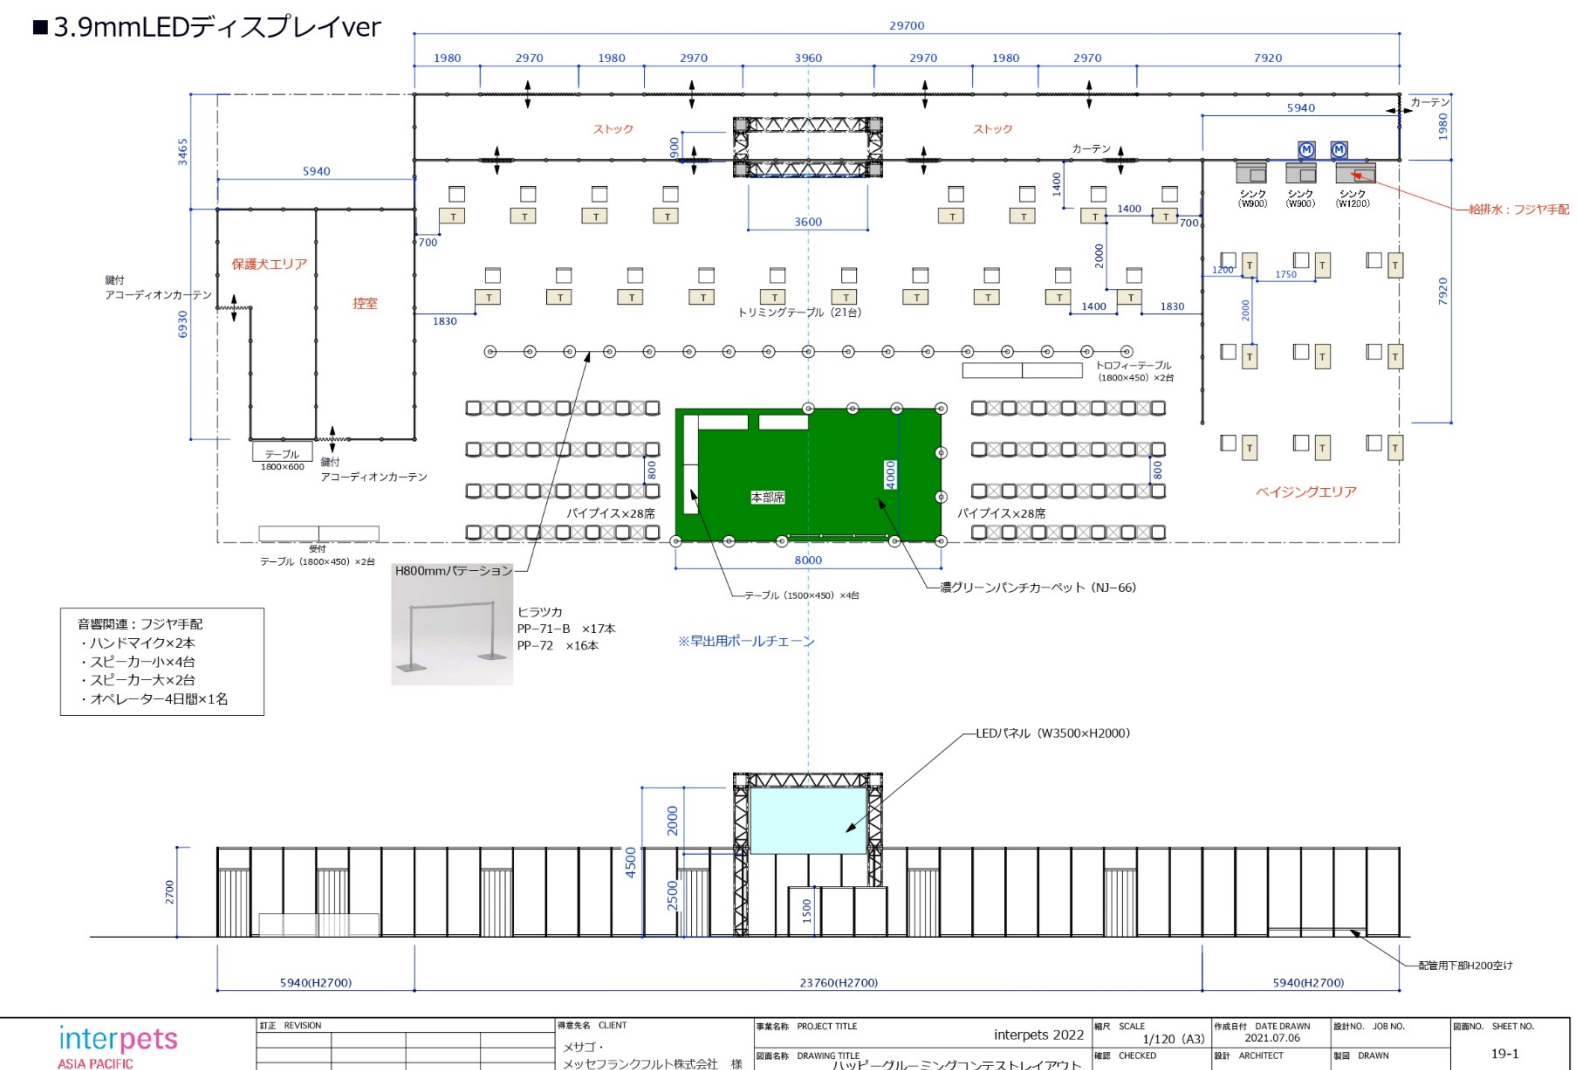 ■3.9mmLEDディスプレイver
29700
1980
2970
1980
2970
3960
2970
1980
2970
7920
5940
カーテン
1980
3465
ストック
900
ストック
カーテン
M
M
5940
1400
シンク
(W900)
シンク
(W900)
シンク
(W1200)
給排水：フジヤ手配
T
T
T
T
T
T
T
T
3600
1400
700
700
保護犬エリア
鍵付
アコーディオンカーテン
控室
2000
1200
T
1750
T
T
7920
T
T
T
T
T
T
T
T
T
T
トリミングテーブル（21台）
1830
1400
1830
2000
6930
T
T
T
トロフィーテーブル
（1800×450）×2台
テーブル
1800×600
鍵付
アコーディオンカーテン
800
4000
800
T
T
T
本部席
パイプイス×28席
パイプイス×28席
ベイジングエリア
受付
テーブル（1800×450）×2台
8000
H800mmパテーション
テーブル（1500×450）×4台
濃グリーンパンチカーペット（NJ−66）
ヒラツカ
PP−71−B ×17本
PP−72 ×16本
※早出用ポールチェーン
音響関連：フジヤ手配
・ハンドマイク×2本
・スピーカー小×4台
・スピーカー大×2台
・オペレーター4日間×1名
LEDパネル（W3500×H2000）
2000
4500
2500
2700
1500
配管用下部H200空け
5940(H2700)
23760(H2700)
5940(H2700)
interpets
ASIA PACIFIC
訂正 REVISION
得意先名 CLIENT
メサゴ・
メッセフランクフルト株式会社 様
事業名称 PROJECT TITLE
interpets 2022
図面名称 DRAWING TITLE
ハッピーグルーミングコンテストレイアウト
縮尺 SCALE
1/120（A3）
確認 CHECKED
作成日付 DATE DRAWN
2021.07.06
設計 ARCHITECT
設計NO. JOB NO.
製図 DRAWN
図面NO. SHEET NO.
19-1